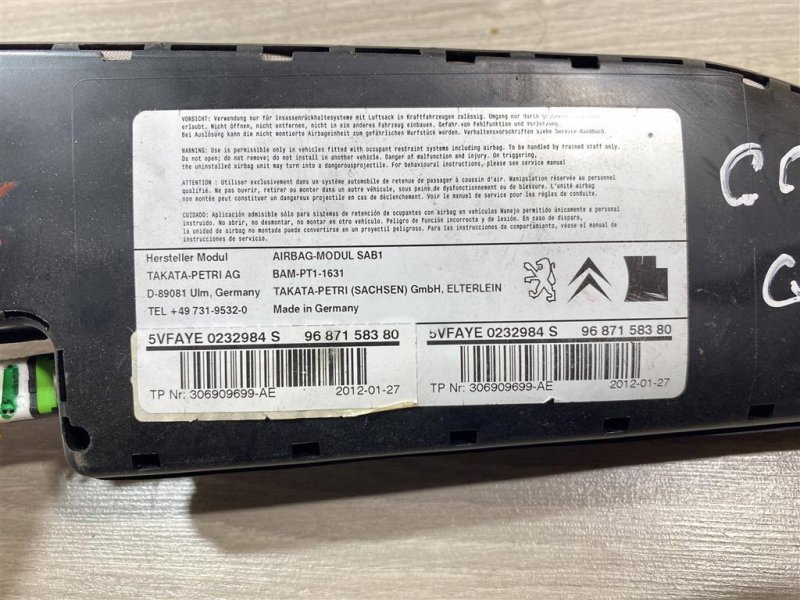 VORSICHT: Verwendung nur für Insassenrückhaltesysteme mit Luftsack in Kraftfahrzeugen zulässig. Umgang nur durch
erlaubt. Nicht öffnen, nicht entfernen, nicht in ein anderes Fahrzeug einbauen. Gefahr von Fehlfunktion und Verletzung.
Bei Auslösung kann die nicht montierte Airbageinheit zum gefährlichen Wurfstück werden. Verhaltensvorschriften siehe Service Handbuch.
WARNING: Use is permissible only in vehicles fitted with occupant restraint systems including airbag. To be handled by trained staff only.
Do not open; do not remove; do not install in another vehicle. Danger of malfunction and injury. On triggering,
the uninstalled airbag unit may turn into a dangerous projectile. For behavioural instructions, please see service manual
ATTENTION : Utiliser exclusivement dans un système automobile de retenue de passager à coussin d'air. Manipulation réservée au personnel
qualifié. Ne pas ouvrir, retirer ou monter dans un autre véhicule, sous peine de dysfonctionnement ou de blessure. L'unité airbag
non montée peut constituer un dangereux projectile en cas de déclenchement. Voir le manuel de service pour les règles de conduite.
CUIDADO: Aplicación admisible sólo para sistemas de retención de ocupantes con airbag en vehículos Manejo permitido únicamente a personal
instruído. No abrir, no desmontar, no montar en otro vehículo. Peligro de función incorrecta y de lesión. En caso de disparo,
la unidad de airbag no montada puede convertirse en un proyectil peligroso. Para las instrucciones de comportamiento, véase el manual de
instrucciones de servicio.
Hersteller Modul AIRBAG-MODUL SAB1
TAKATA-PETRI AG BAM-PT1-1631
D-89081 Ulm, Germany TAKATA-PETRI (SACHSEN) GmbH, ELTERLEIN
TEL +49 731-9532-0 Made in Germany
5VFAYE 0232984 S 96 871 583 80
TP Nr: 306909699-AE 2012-01-27
5VFAYE 0232984 S 96 871 583 80
TP Nr: 306909699-AE 2012-01-27